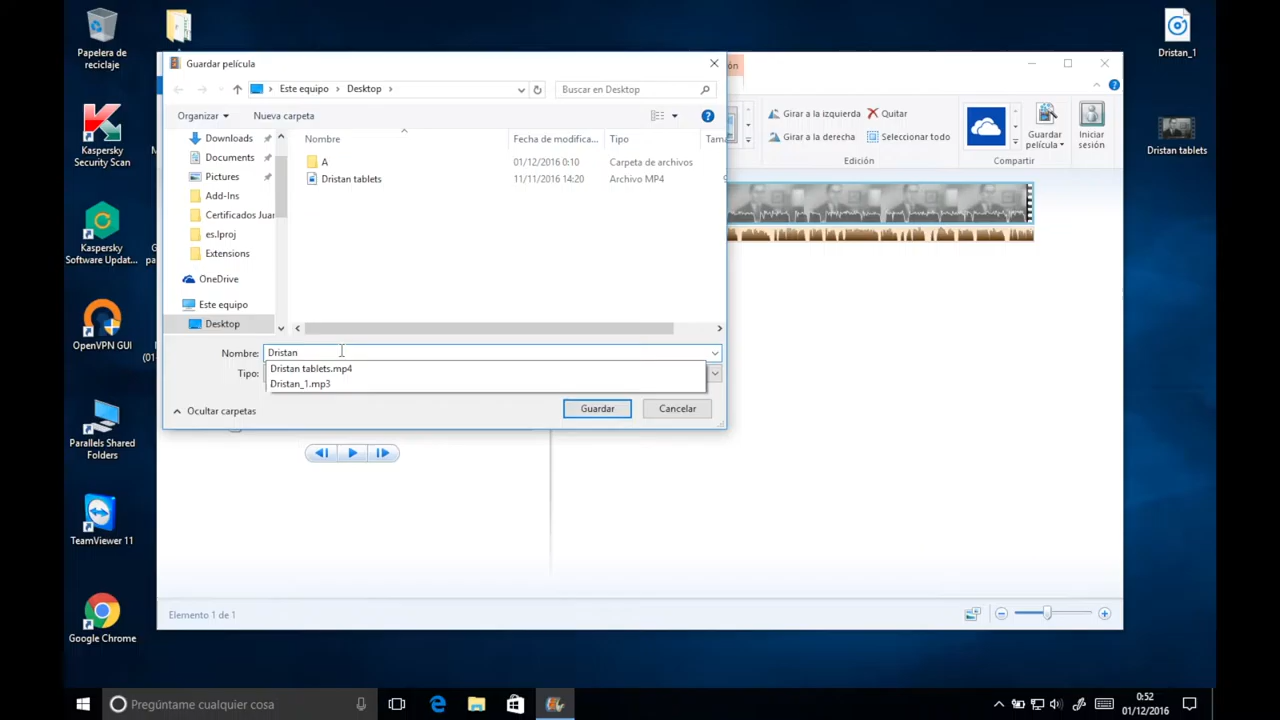 Papelera de
reciclaje
Kaspersky
Security Scan
Kaspersky
Software Updat...
OpenVPN GUI
Parallels Shared
Folders
TeamViewer 11
Google Chrome
Guardar película
Este equipo
Desktop
Buscar en Desktop
Organizar
Nueva carpeta
Downloads
Documents
Pictures
Add-Ins
Certificados Juar
es.lproj
Extensions
OneDrive
Este equipo
Desktop
Nombre
Fecha de modifica...
Tipo
Tama
A
01/12/2016 0:10
Carpeta de archivos
Dristan tablets
11/11/2016 14:20
Archivo MP4
Nombre:
Dristan
Tipo:
Dristan tablets.mp4
Dristan_1.mp3
Ocultar carpetas
Guardar
Cancelar
ón
Girar a la izquierda
Quitar
Girar a la derecha
Seleccionar todo
Edición
Guardar
película
Compartir
Iniciar
sesión
Dristan_1
Dristan tablets
Elemento 1 de 1
Pregúntame cualquier cosa
0:52
01/12/2016